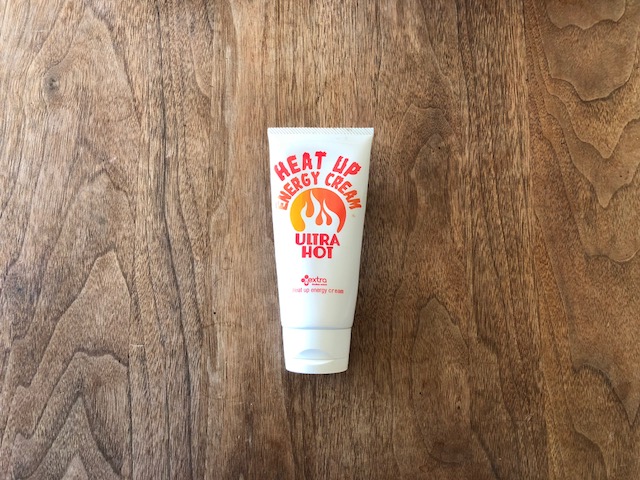 HEAT UP
ENERGY CREAM
ULTRA
HOT
extra
heat up energy cream